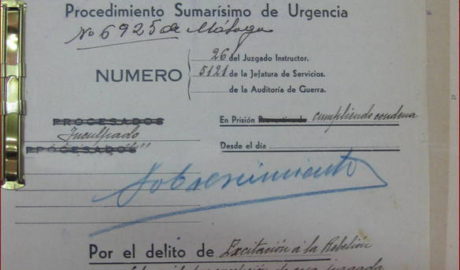 Procedimiento Sumarísimo de Urgencia
No 6925 de Málaga
26 del Juzgado Instructor.
NUMERO 5121 de la Jefatura de Servicios.
de la Auditoría de Guerra.
PROCESADOS
Inculpado
PROCESADOS
En Prisión cumpliendo condena
Desde el día
Sobreseimiento
Por el delito de Excitación a la Rebelión